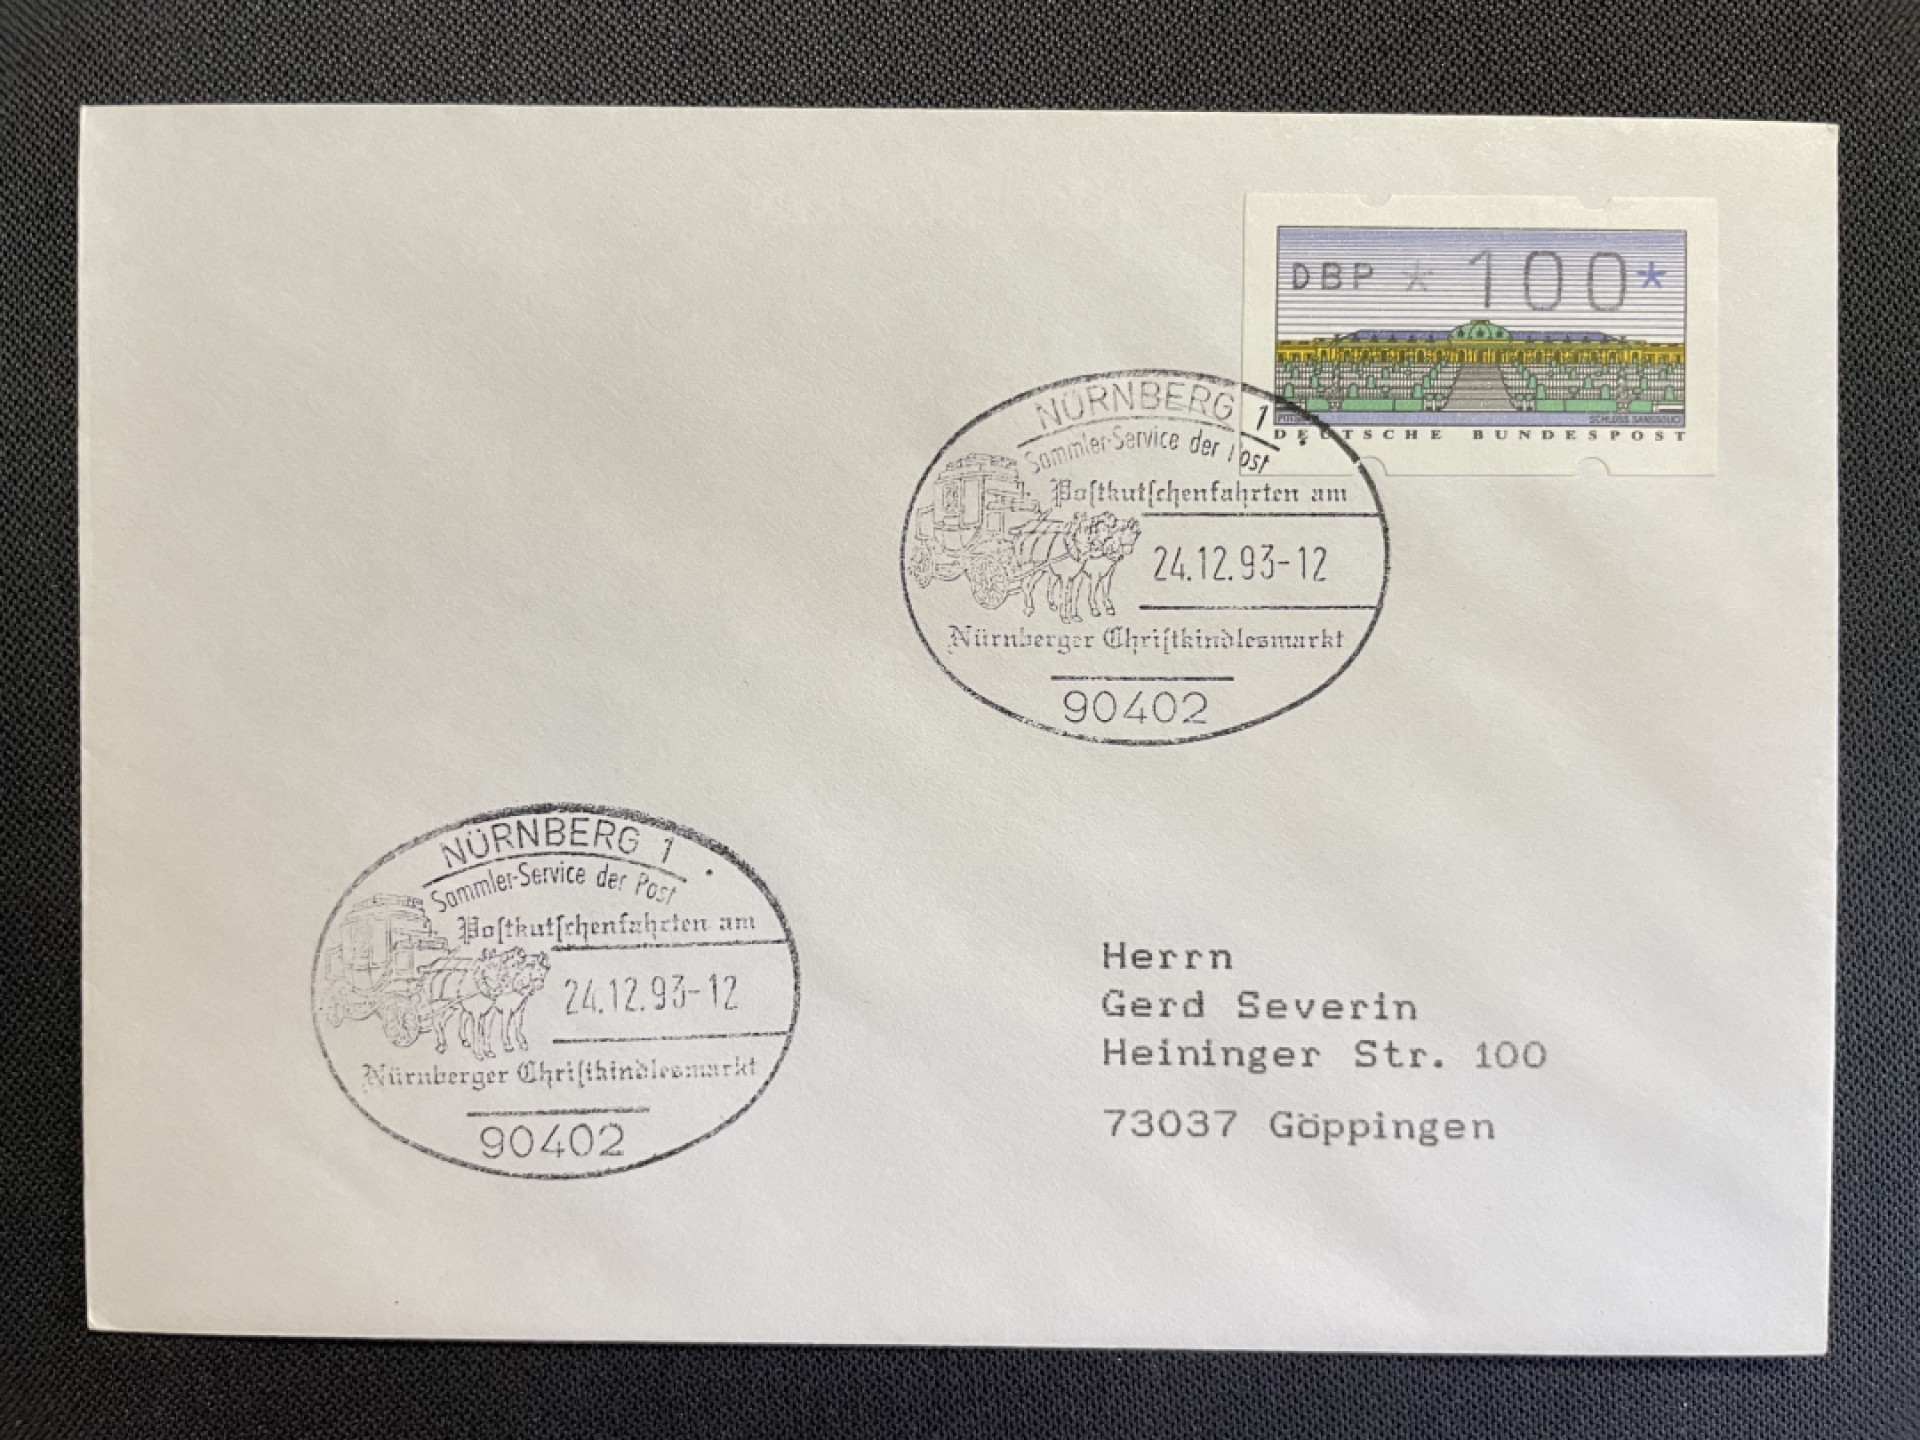 DBP * 100*
SCHLOSS SANSSOUCI
DEUTSCHE BUNDESPOST
NÜRNBERG 1
Sammler-Service der Post
Poſtkutſchenfahrten am
24.12.93-12
Nürnberger Chriſtkindlesmarkt
90402
NÜRNBERG 1
Sammler-Service der Post
Poſtkutſchenfahrten am
24.12.93-12
Nürnberger Chriſtkindlesmarkt
90402
Herrn
Gerd Severin
Heininger Str. 100
73037 Göppingen